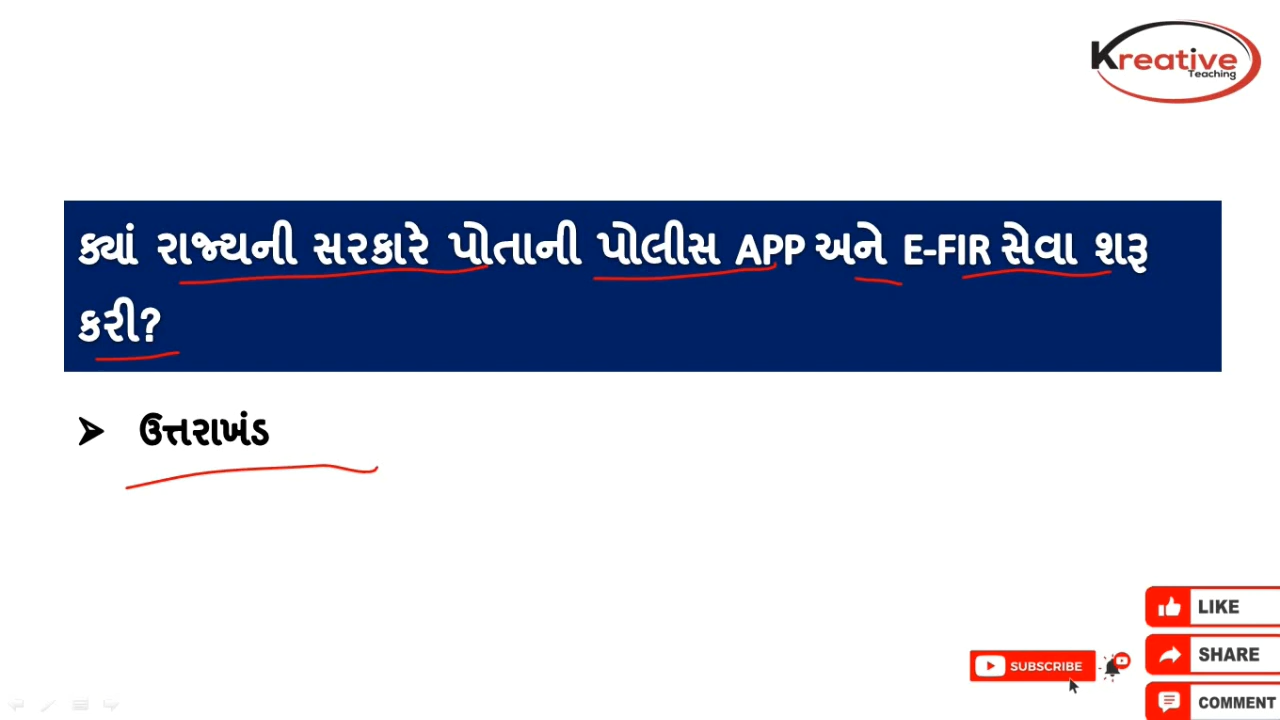 Kreative
Teaching
ક્યાં રાજ્યની સરકારે પોતાની પોલીસ APP અને E-FIR સેવા શરૂ
કરી?
➤ ઉત્તરાખંડ
LIKE
SHARE
SUBSCRIBE
COMMENT